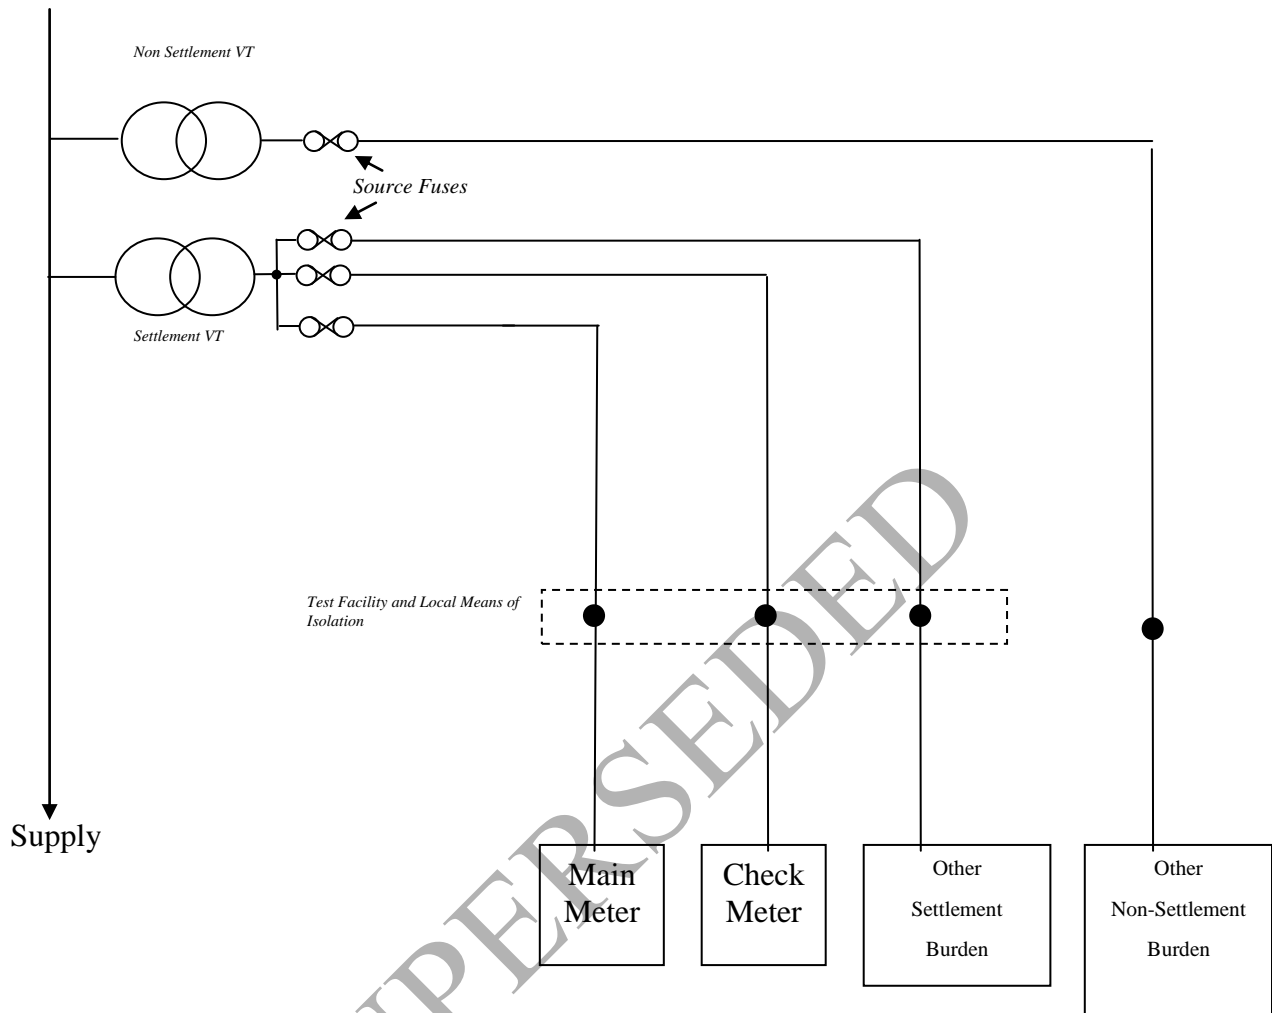 Non Settlement VT
Source Fuses
Settlement VT
Test Facility and Local Means of
Isolation
Supply
Main
Meter
Check
Meter
Other
Settlement
Burden
Other
Non-Settlement
Burden
UPERSEDED